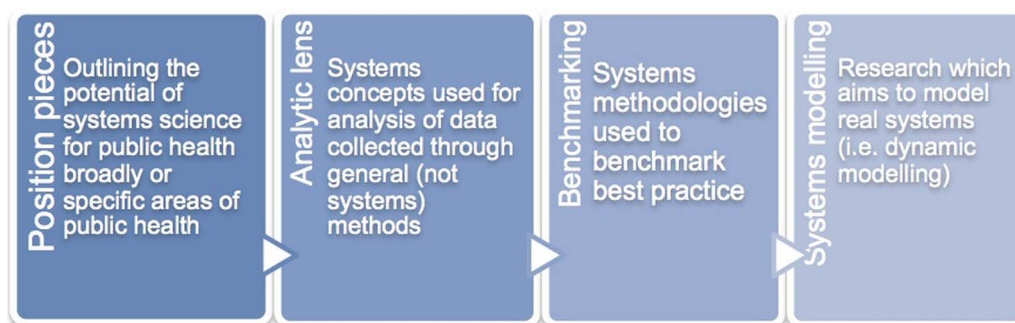 Position pieces
Outlining the
potential of
systems science
for public health
broadly or
specific areas of
public health
Analytic lens
Systems
concepts used for
analysis of data
collected through
general (not
systems)
methods
Benchmarking
Systems
methodologies
used to
benchmark
best practice
Systems modelling
Research which
aims to model
real systems
(i.e. dynamic
modelling)